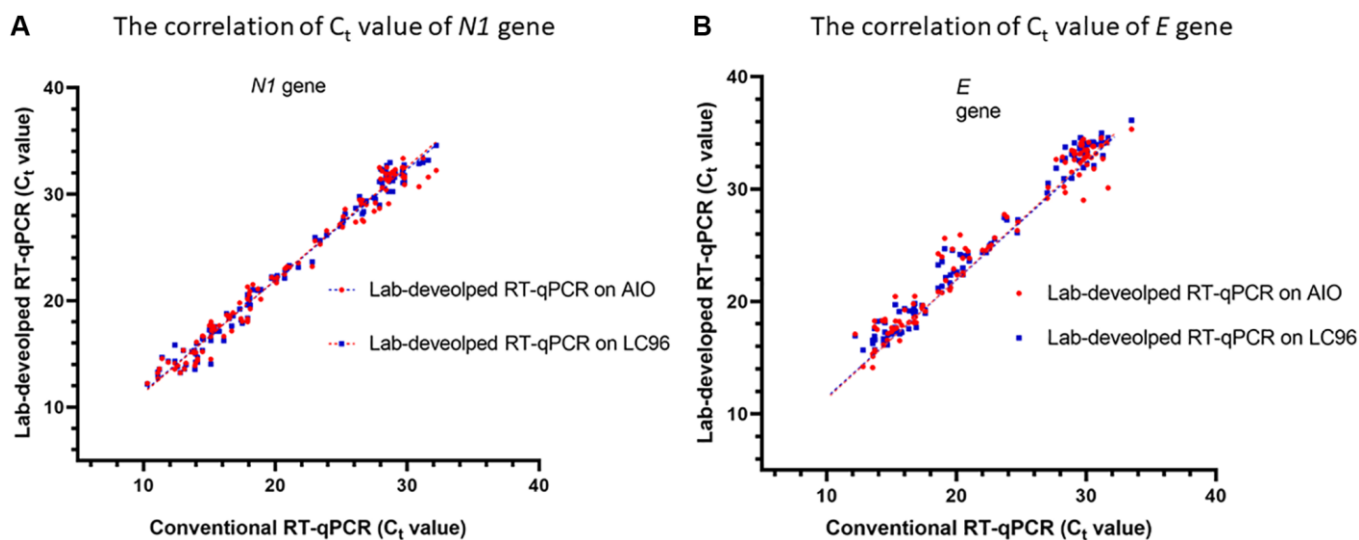 A
The correlation of Ct value of N1 gene
N1 gene
Lab-deveolped RT-qPCR (Ct value)
40
30
20
10
Lab-deveolped RT-qPCR on AIO
Lab-deveolped RT-qPCR on LC96
10
20
30
40
Conventional RT-qPCR (Ct value)
B
The correlation of Ct value of E gene
E
gene
Lab-developed RT-qPCR (Ct value)
40
30
20
10
Lab-deveolped RT-qPCR on AIO
Lab-deveolped RT-qPCR on LC96
10
20
30
40
Conventional RT-qPCR (Ct value)